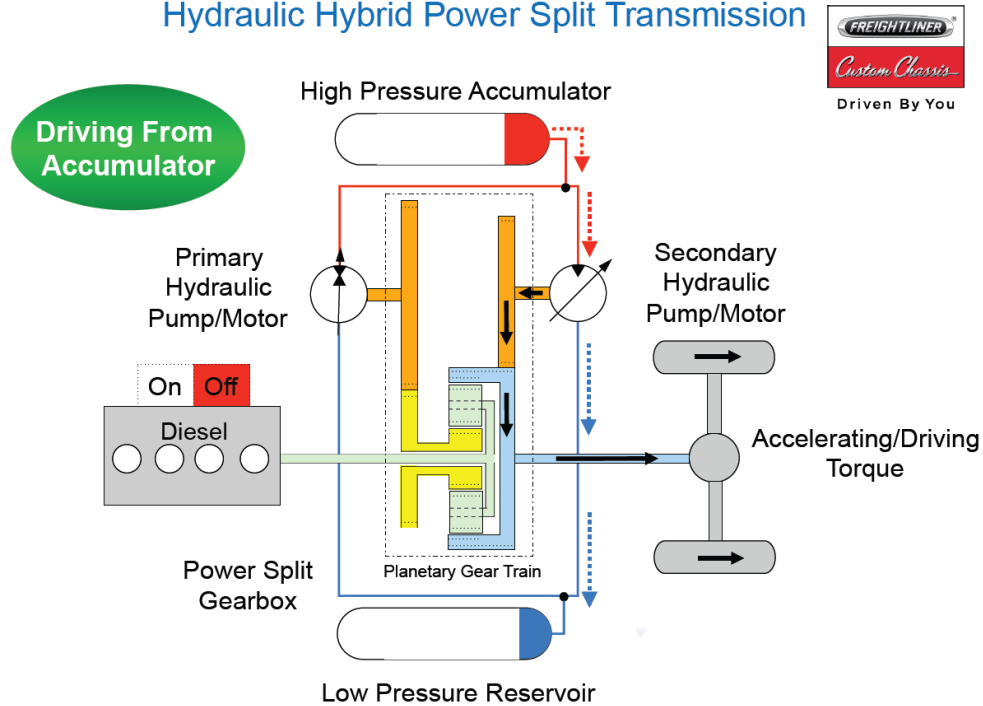 Hydraulic Hybrid Power Split Transmission
FREIGHTLINER
Custom Chassis
Driven By You
High Pressure Accumulator
Driving From
Accumulator
Primary
Hydraulic
Pump/Motor
Secondary
Hydraulic
Pump/Motor
On Off
Diesel
Accelerating/Driving
Torque
Power Split
Gearbox
Planetary Gear Train
Low Pressure Reservoir